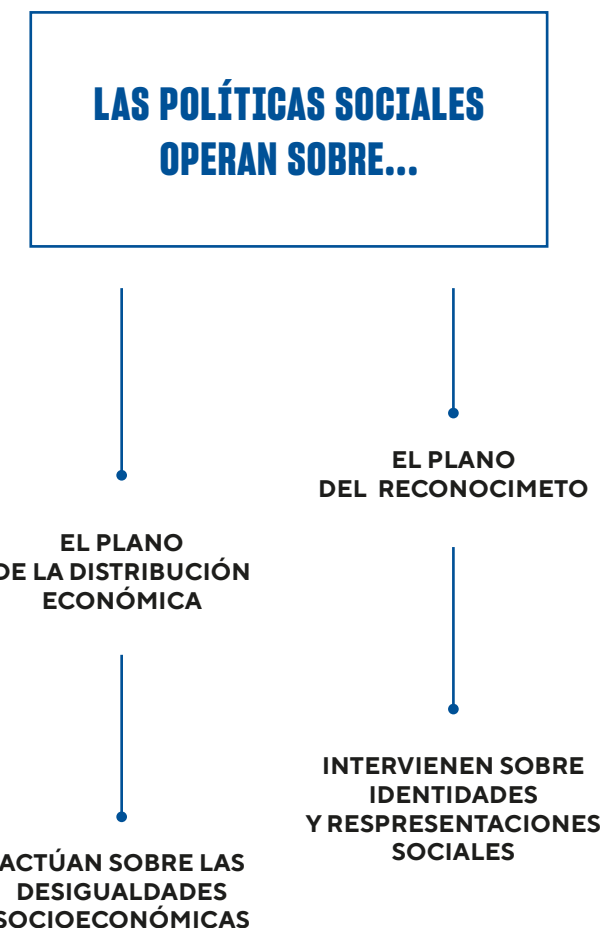 LAS POLÍTICAS SOCIALES
OPERAN SOBRE...
EL PLANO
DE LA DISTRIBUCIÓN
ECONÓMICA
ACTÚAN SOBRE LAS
DESIGUALDADES
SOCIOECONÓMICAS
EL PLANO
DEL RECONOCIMETO
INTERVIENEN SOBRE
IDENTIDADES
Y RESPRESENTACIONES
SOCIALES